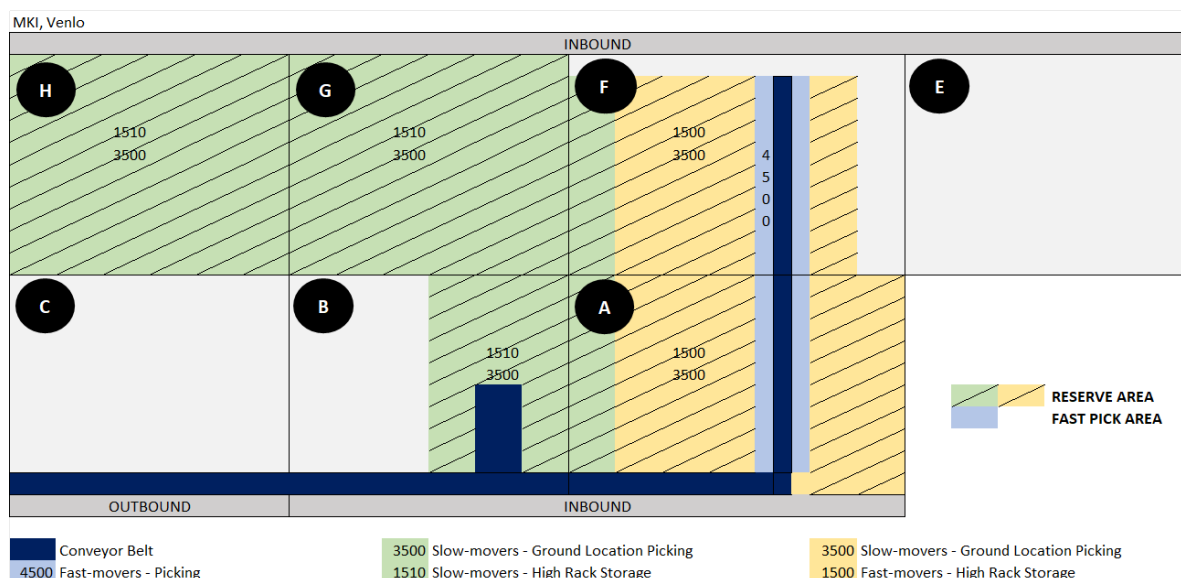 MKI, Venlo
INBOUND
H
G
F
E
1510
3500
1510
3500
1500
3500
4
5
0
0
C
B
A
1510
3500
1500
3500
RESERVE AREA
FAST PICK AREA
OUTBOUND
INBOUND
Conveyor Belt
3500 Slow-movers - Ground Location Picking
3500 Slow-movers - Ground Location Picking
4500 Fast-movers - Picking
1510 Slow-movers - High Rack Storage
1500 Fast-movers - High Rack Storage